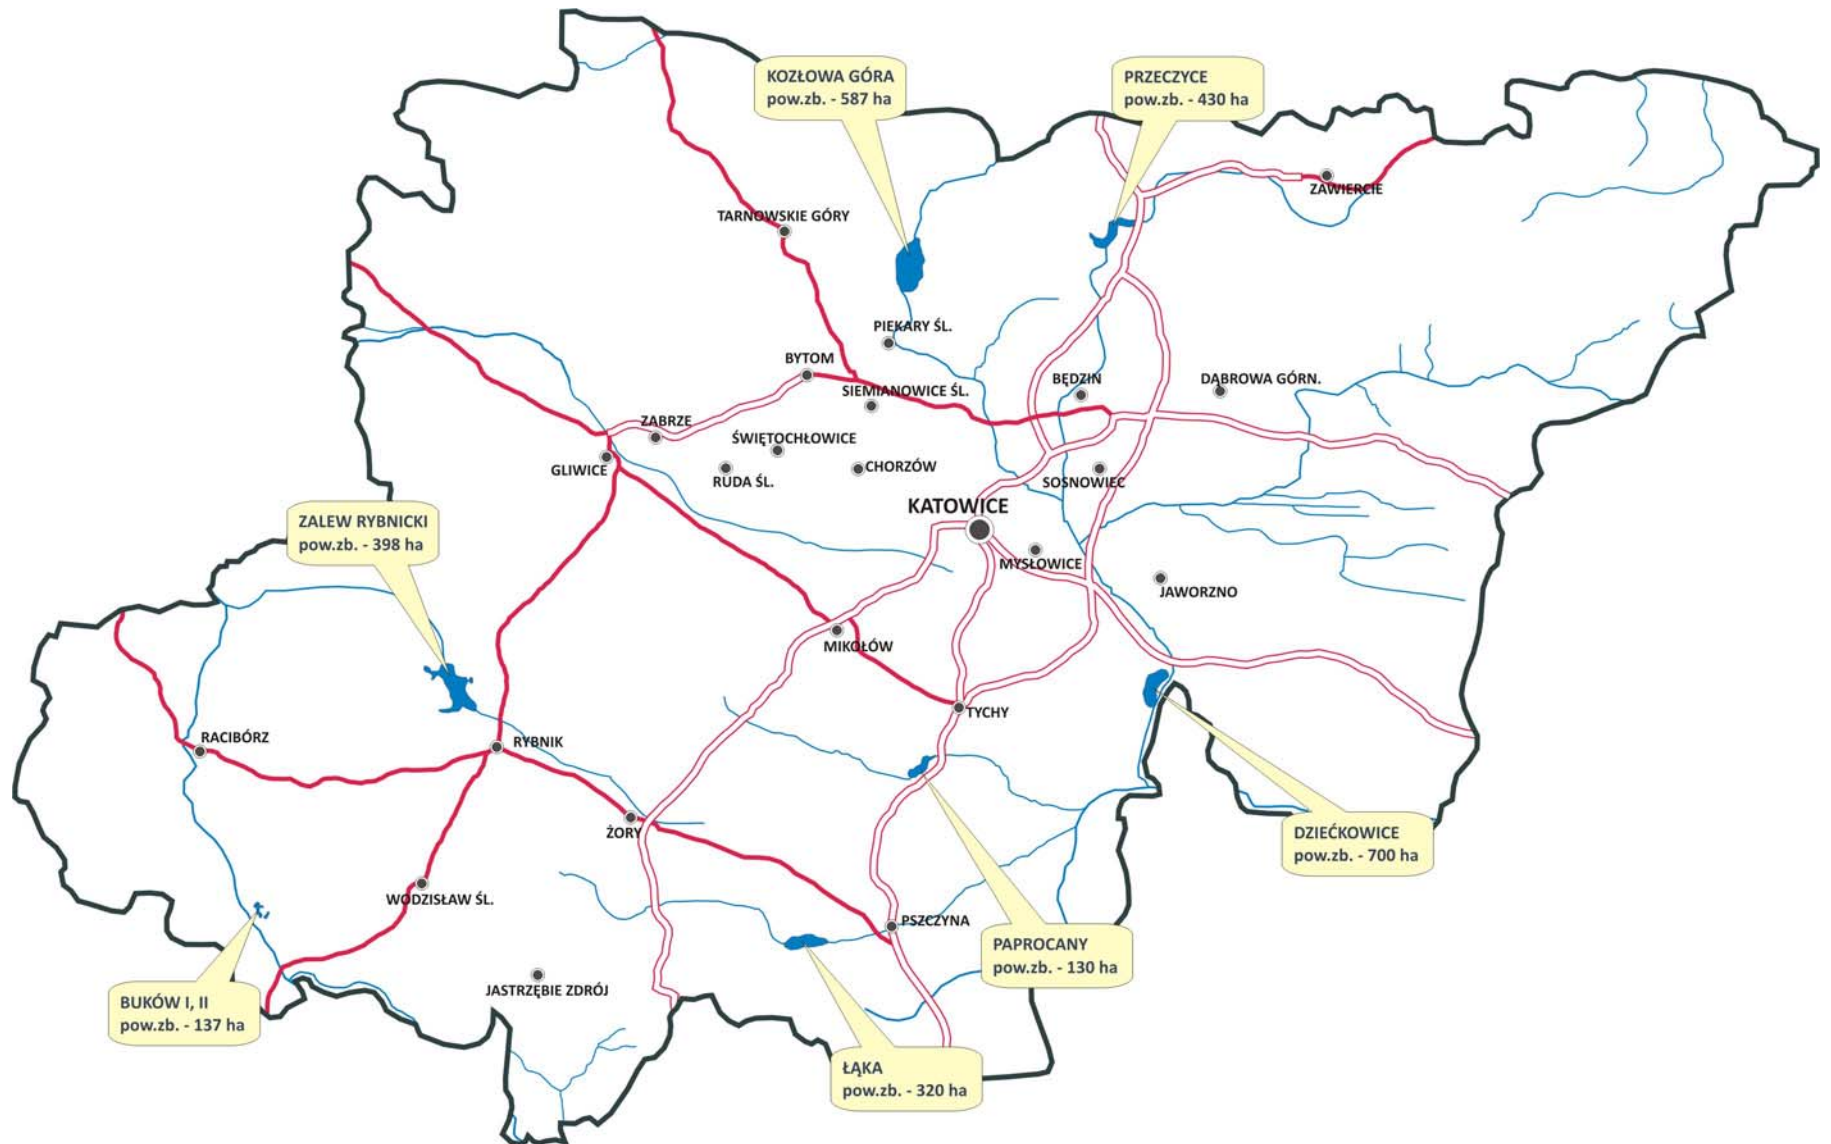 KOZŁOWA GÓRA
pow.zb. - 587 ha
PRZECZYCE
pow.zb. - 430 ha
ZAWIERCIE
TARNOWSKIE GÓRY
PIEKARY ŚL.
BYTOM
SIEMIANOWICE ŚL.
BĘDZIN
DĄBROWA GÓRN.
ZABRZE
ŚWIĘTOCHŁOWICE
GLIWICE
RUDA ŚL.
CHORZÓW
SOSNOWIEC
KATOWICE
ZALEW RYBNICKI
pow.zb. - 398 ha
MYSŁOWICE
JAWORZNO
MIKOŁÓW
TYCHY
RACIBÓRZ
RYBNIK
ŻORY
DZIEĆKOWICE
pow.zb. - 700 ha
WODZISŁAW ŚL.
PSZCZYNA
PAPROCANY
pow.zb. - 130 ha
JASTRZĘBIE ZDRÓJ
BUKÓW I, II
pow.zb. - 137 ha
ŁĄKA
pow.zb. - 320 ha